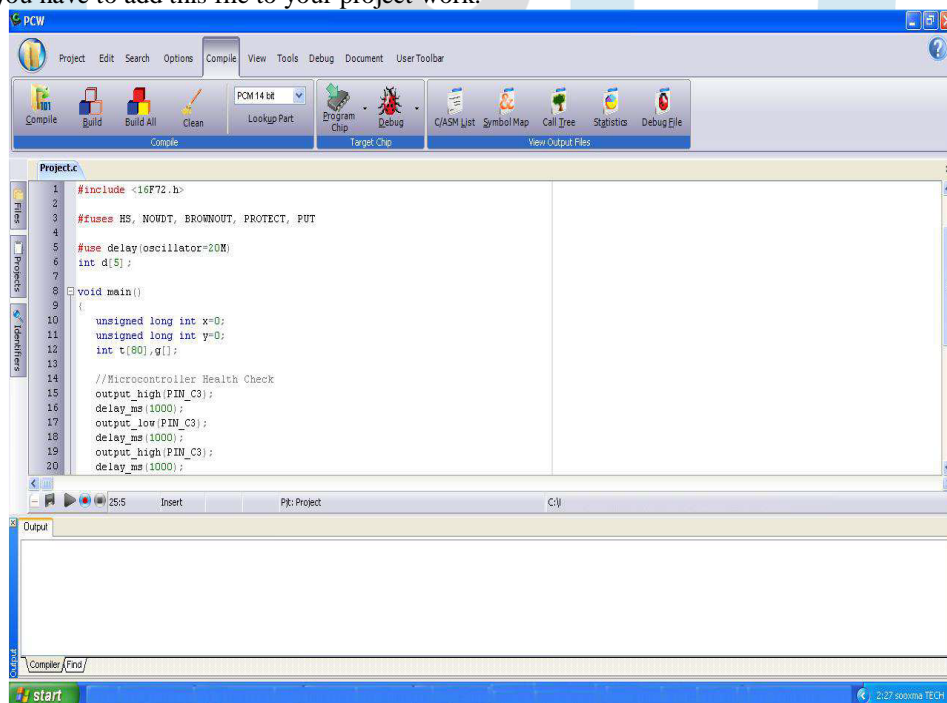 you have to add this file to your project work.
PCW
Project Edit Search Options Compile View Tools Debug Document User Toolbar
101
Compile Build Build All Clean PCM 14 bit Lookup Part Program Chip Debug C/ASM List Symbol Map Call Tree Statistics Debug File
Compile Target Chip View Output Files
Project.c
Files
Projects
Identifiers
1 #include <16F72.h>
2
3 #fuses HS, NOWDT, BROWNOUT, PROTECT, PUT
4
5 #use delay(oscillator=20M)
6 int d[5];
7
8 void main()
9 {
10 unsigned long int x=0;
11 unsigned long int y=0;
12 int t[80],g[];
13
14 //Microcontroller Health Check
15 output_high(PIN_C3);
16 delay_ms(1000);
17 output_low(PIN_C3);
18 delay_ms(1000);
19 output_high(PIN_C3);
20 delay_ms(1000);
25:5 Insert Pjt: Project C:\I
Output
Output
Compiler Find
start 2:27 sooxma TECH